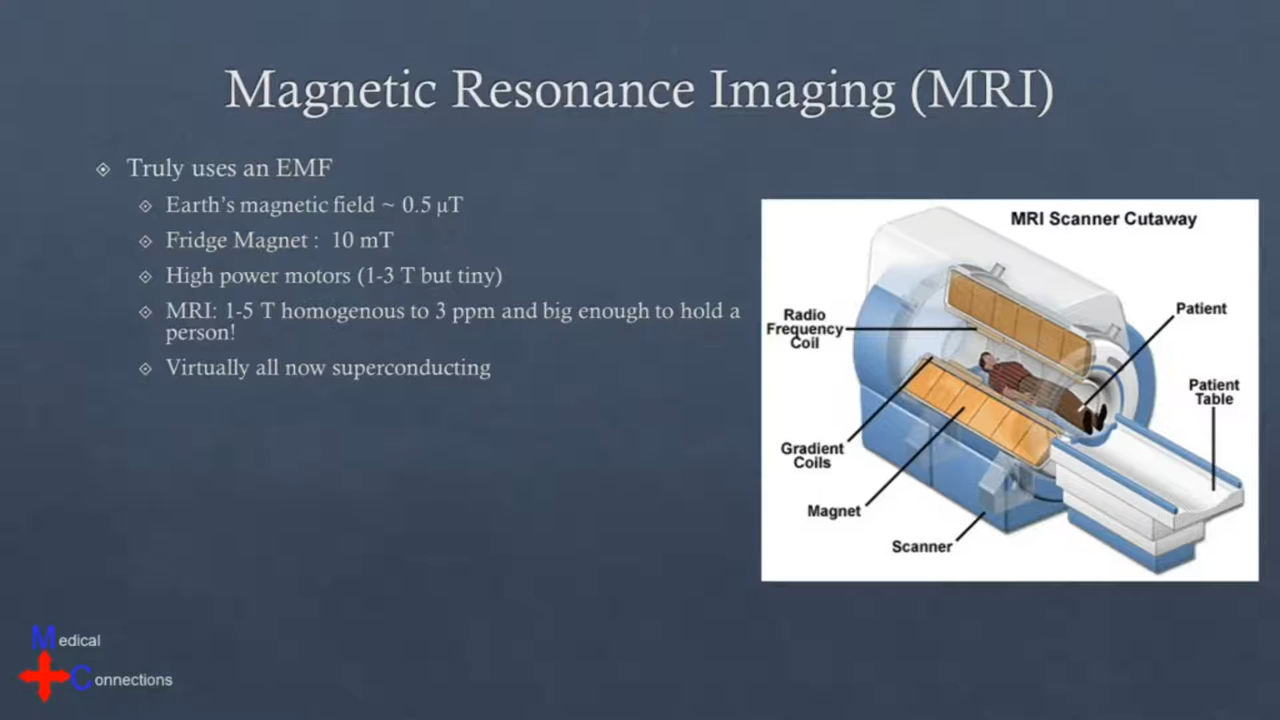 Magnetic Resonance Imaging (MRI)
Truly uses an EMF
Earth's magnetic field ~ 0.5 µT
Fridge Magnet : 10 mT
High power motors (1-3 T but tiny)
MRI: 1-5 T homogenous to 3 ppm and big enough to hold a
person!
Virtually all now superconducting
MRI Scanner Cutaway
Radio
Frequency
Coil
Patient
Patient
Table
Gradient
Coils
Magnet
Scanner
Medical
Connections